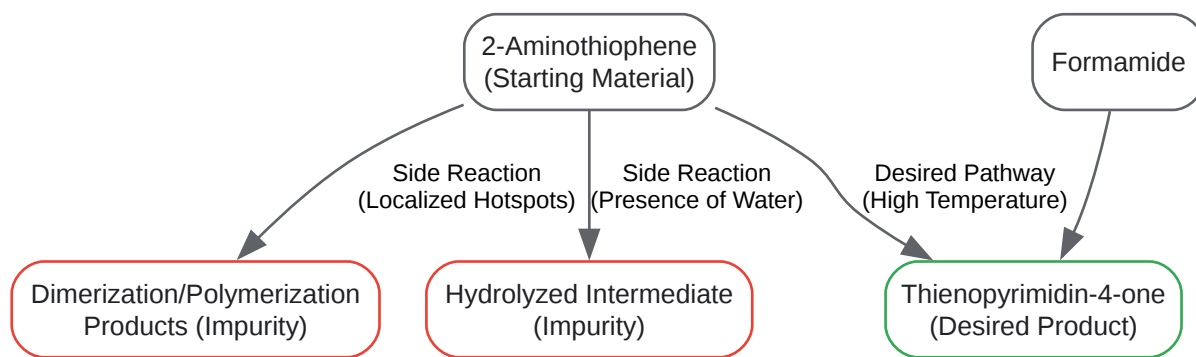 2-Aminothiophene
(Starting Material)
Formamide
Side Reaction
(Localized Hotspots)
Side Reaction
(Presence of Water)
Desired Pathway
(High Temperature)
Dimerization/Polymerization
Products (Impurity)
Hydrolyzed Intermediate
(Impurity)
Thienopyrimidin-4-one
(Desired Product)